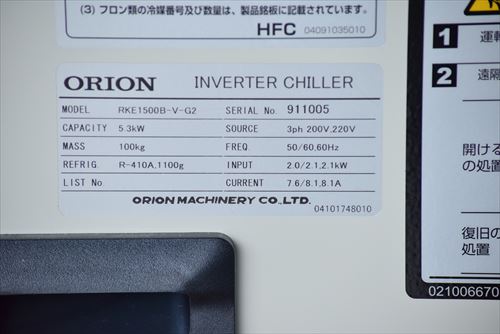 (3) フロン類の冷媒番号及び数量は、製品銘板に記載されています。
HFC 04091035010
ORION INVERTER CHILLER
MODEL RKE1500B-V-G2 SERIAL No. 911005
CAPACITY 5.3kW SOURCE 3ph 200V,220V
MASS 100kg FREQ. 50/60,60Hz
REFRIG. R-410A,1100g INPUT 2.0/2.1,2.1kW
LIST No. CURRENT 7.6/8.1,8.1A
ORION MACHINERY CO.,LTD.
04101748010
1 運転
2 遠隔
開ける
の処置
復旧の
処置
021006670